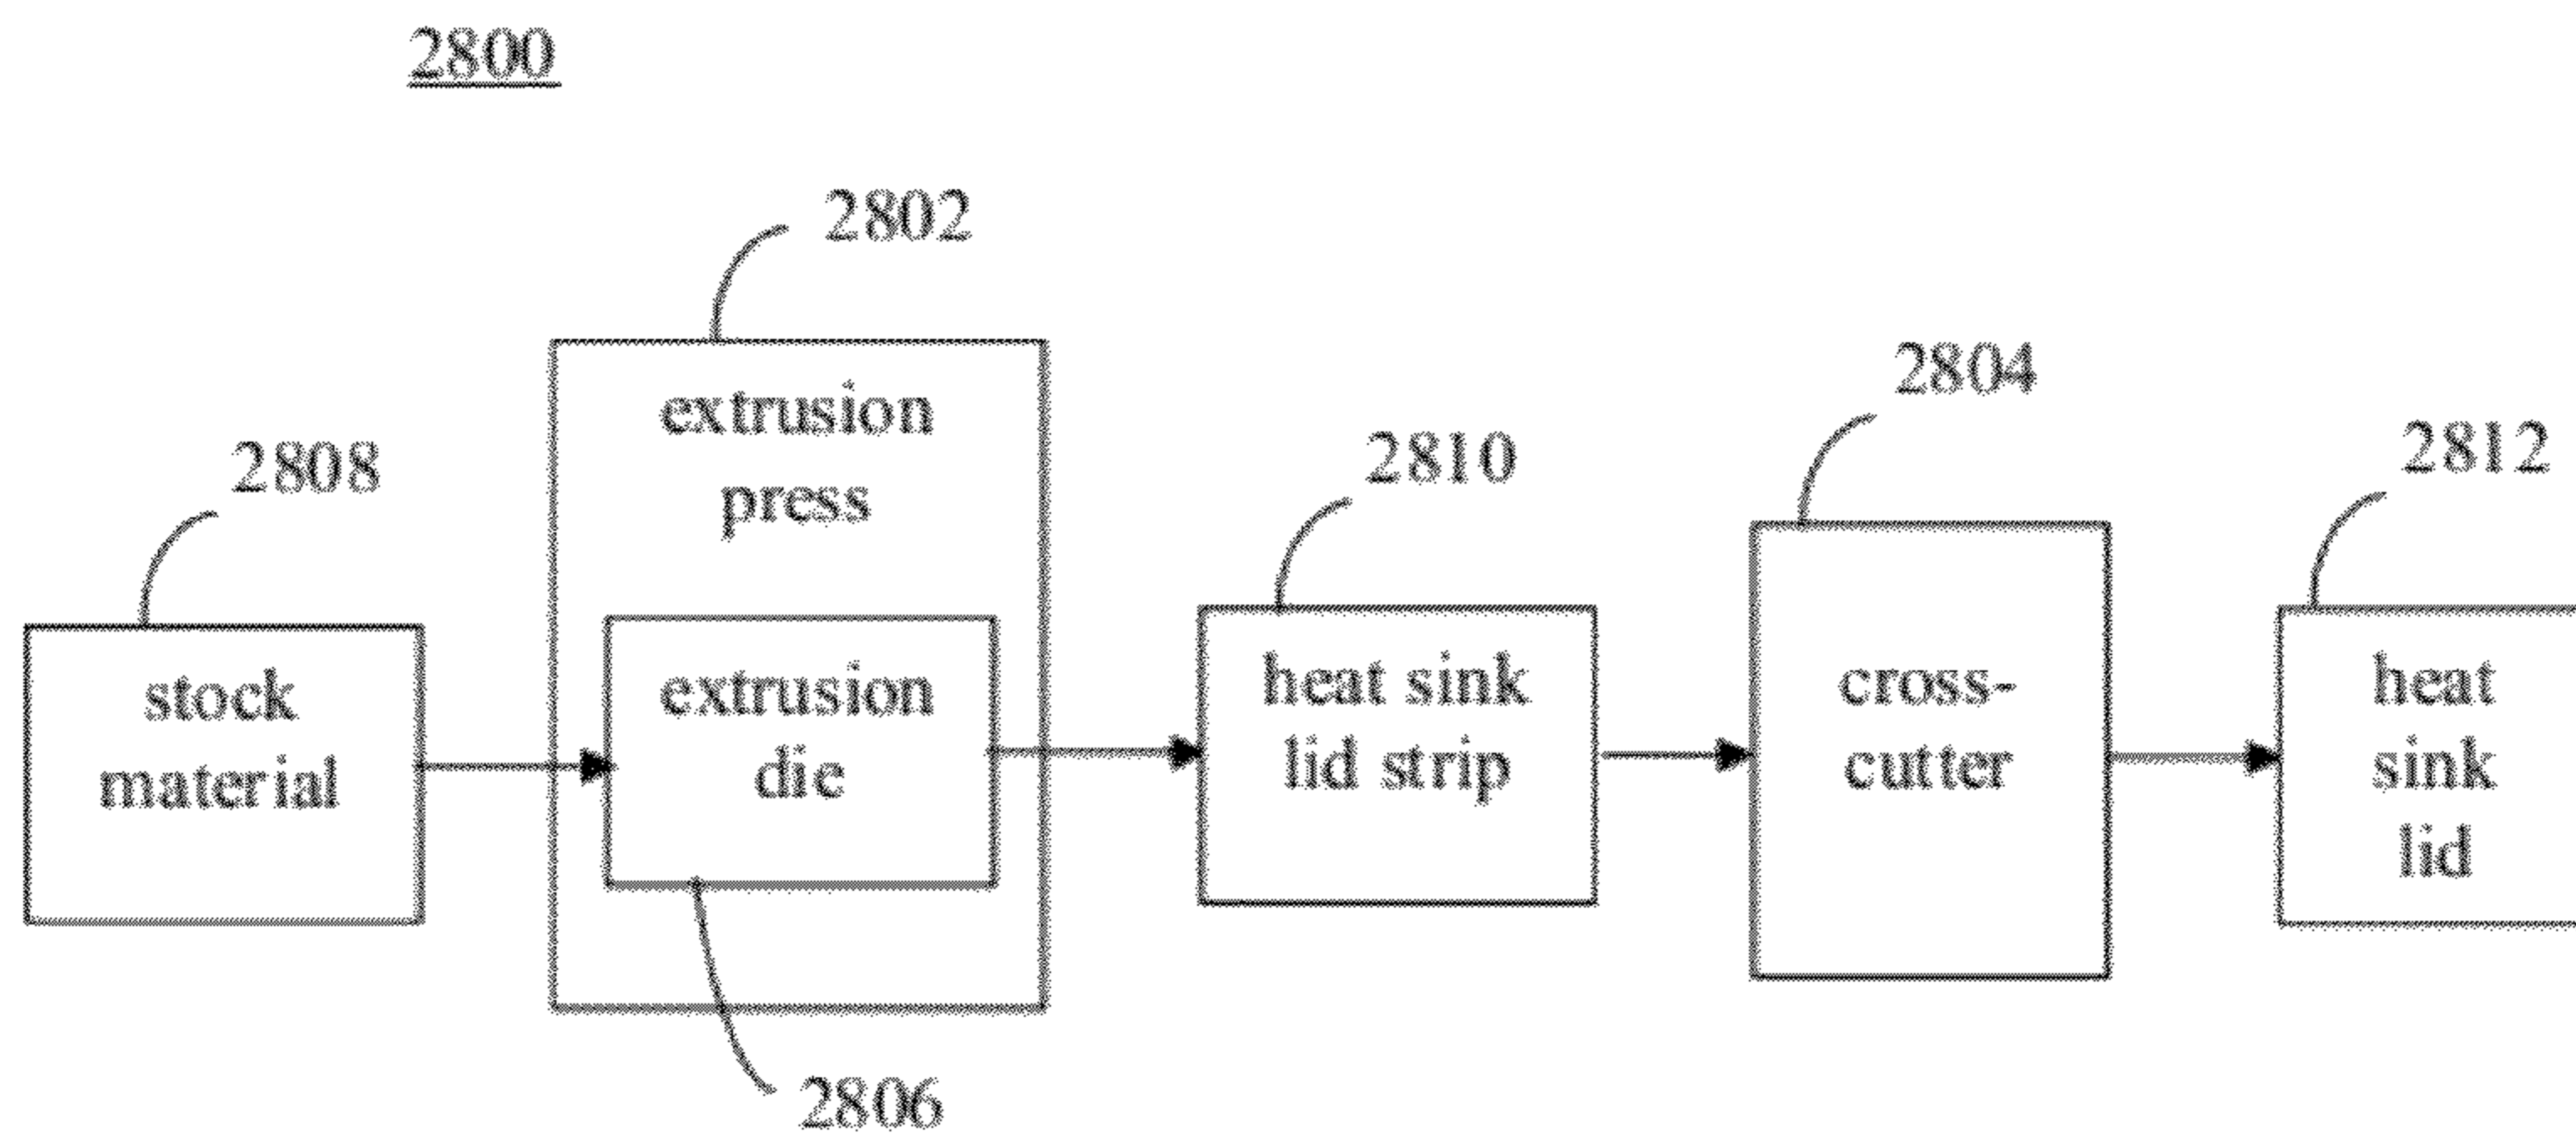 2800
2802
extrusion
press
2804
2810
2812
2808
stock
material
extrusion
die
heat sink
lid strip
cross-
cutter
heat
sink
lid
2806